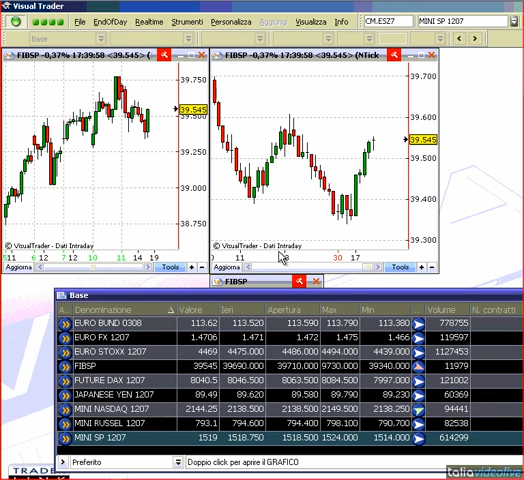 Visual Trader
File EndOfDay Realtime Strumenti Personalizza Aggiungi Visualizza Info CM.ESZ7 MINI SP 1207
Base
FIBSP -0,37% 17:39:58 <39.545> (
39.750
39.545
39.250
39.000
38.750
© VisualTrader - Dati Intraday
511 6 12 2 10 11 14 19
Aggiorna Tools + -
FIBSP -0,37% 17:39:58 <39.545> (NTick
39.700
39.600
39.545
39.500
39.400
39.300
© VisualTrader - Dati Intraday
11 30 17
Aggiorna Tools + -
FIBSP
Base
A... Denominazione Valore Ieri Apertura Max Min Volume N. contratti
EURO BUND 0308 113.62 113.520 113.590 113.790 113.380 778755
EURO FX 1207 1.4706 1.471 1.472 1.475 1.466 119597
EURO STOXX 1207 4469 4475.000 4486.000 4494.000 4439.000 1127453
FIBSP 39545 39690.000 39710.000 39730.000 39340.000 11979
FUTURE DAX 1207 8040.5 8046.500 8063.500 8084.500 7997.000 121002
JAPANESE YEN 1207 89.49 89.620 89.580 89.790 89.230 60369
MINI NASDAQ 1207 2144.25 2138.500 2138.500 2149.500 2138.250 94441
MINI RUSSEL 1207 793.1 794.600 794.400 798.100 790.700 82538
MINI SP 1207 1519 1518.750 1518.500 1524.000 1514.000 614299
Preferito Doppio click per aprire il GRAFICO
TRADER
italiavideolive